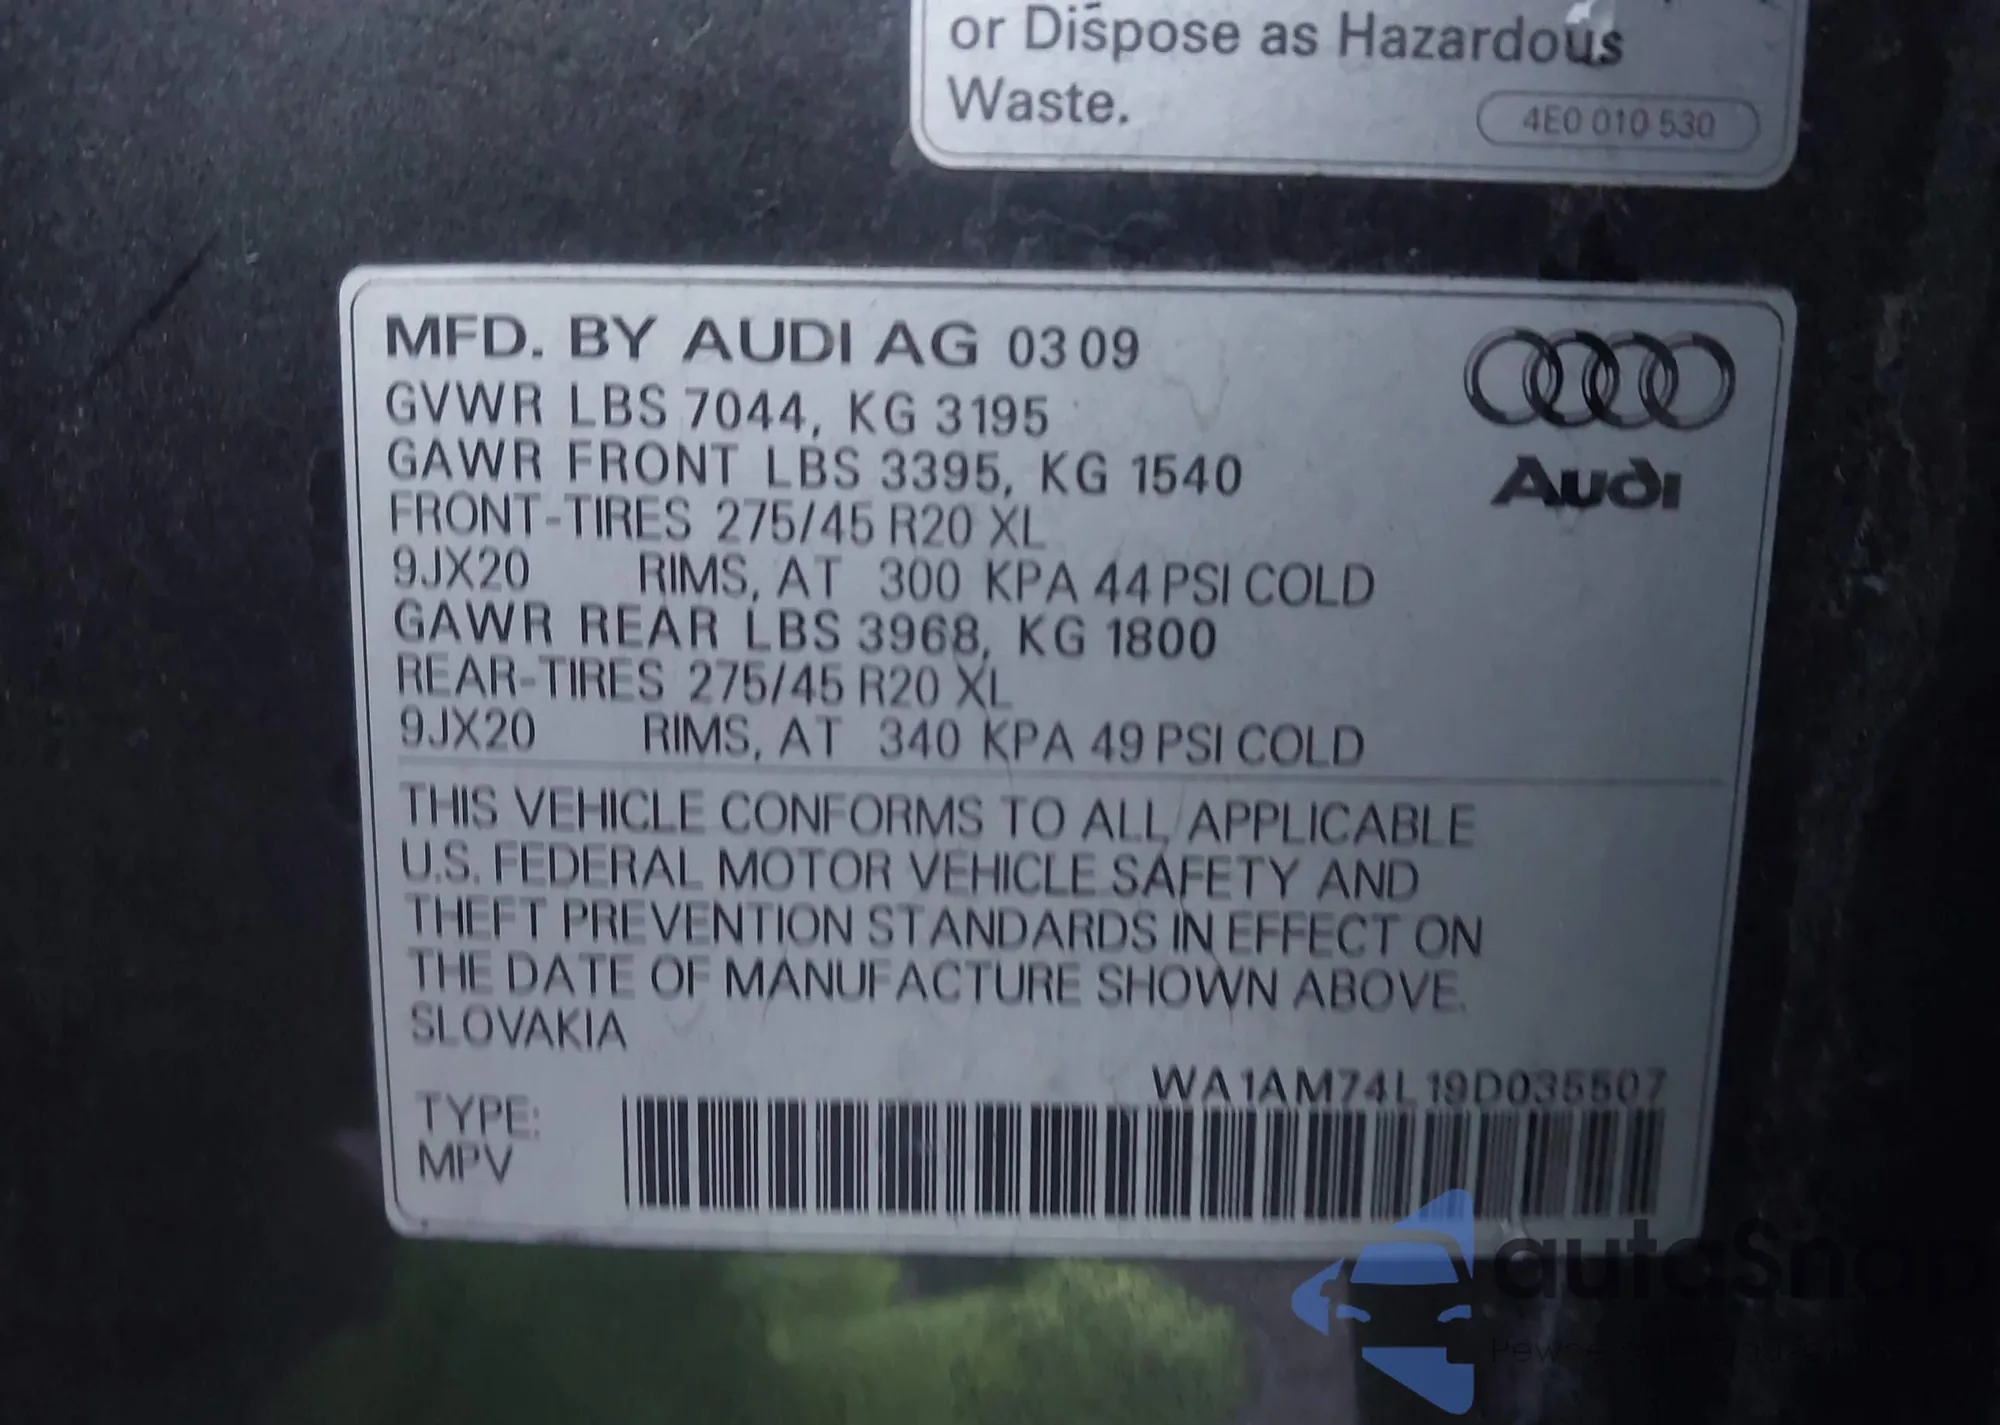 or Dispose as Hazardous
Waste.
4E0 010 530
MFD. BY AUDI AG 03 09
GVWR LBS 7044, KG 3195
GAWR FRONT LBS 3395, KG 1540
FRONT-TIRES 275/45 R20 XL
9JX20 RIMS, AT 300 KPA 44 PSI COLD
GAWR REAR LBS 3968, KG 1800
REAR-TIRES 275/45 R20 XL
9JX20 RIMS, AT 340 KPA 49 PSI COLD
Audi
THIS VEHICLE CONFORMS TO ALL APPLICABLE
U.S. FEDERAL MOTOR VEHICLE SAFETY AND
THEFT PREVENTION STANDARDS IN EFFECT ON
THE DATE OF MANUFACTURE SHOWN ABOVE.
SLOVAKIA
WA1AM74L19D035507
TYPE:
MPV
autoSnap